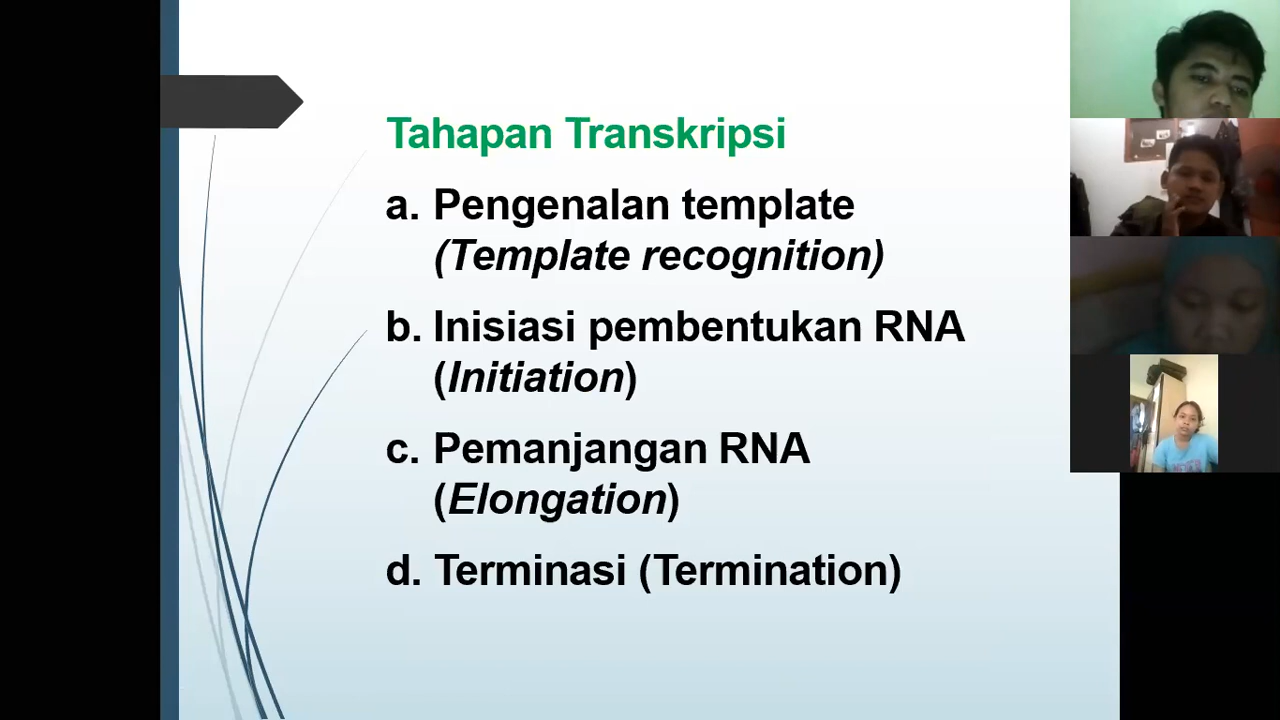 Tahapan Transkripsi
a. Pengenalan template
(Template recognition)
b. Inisiasi pembentukan RNA
(Initiation)
c. Pemanjangan RNA
(Elongation)
d. Terminasi (Termination)